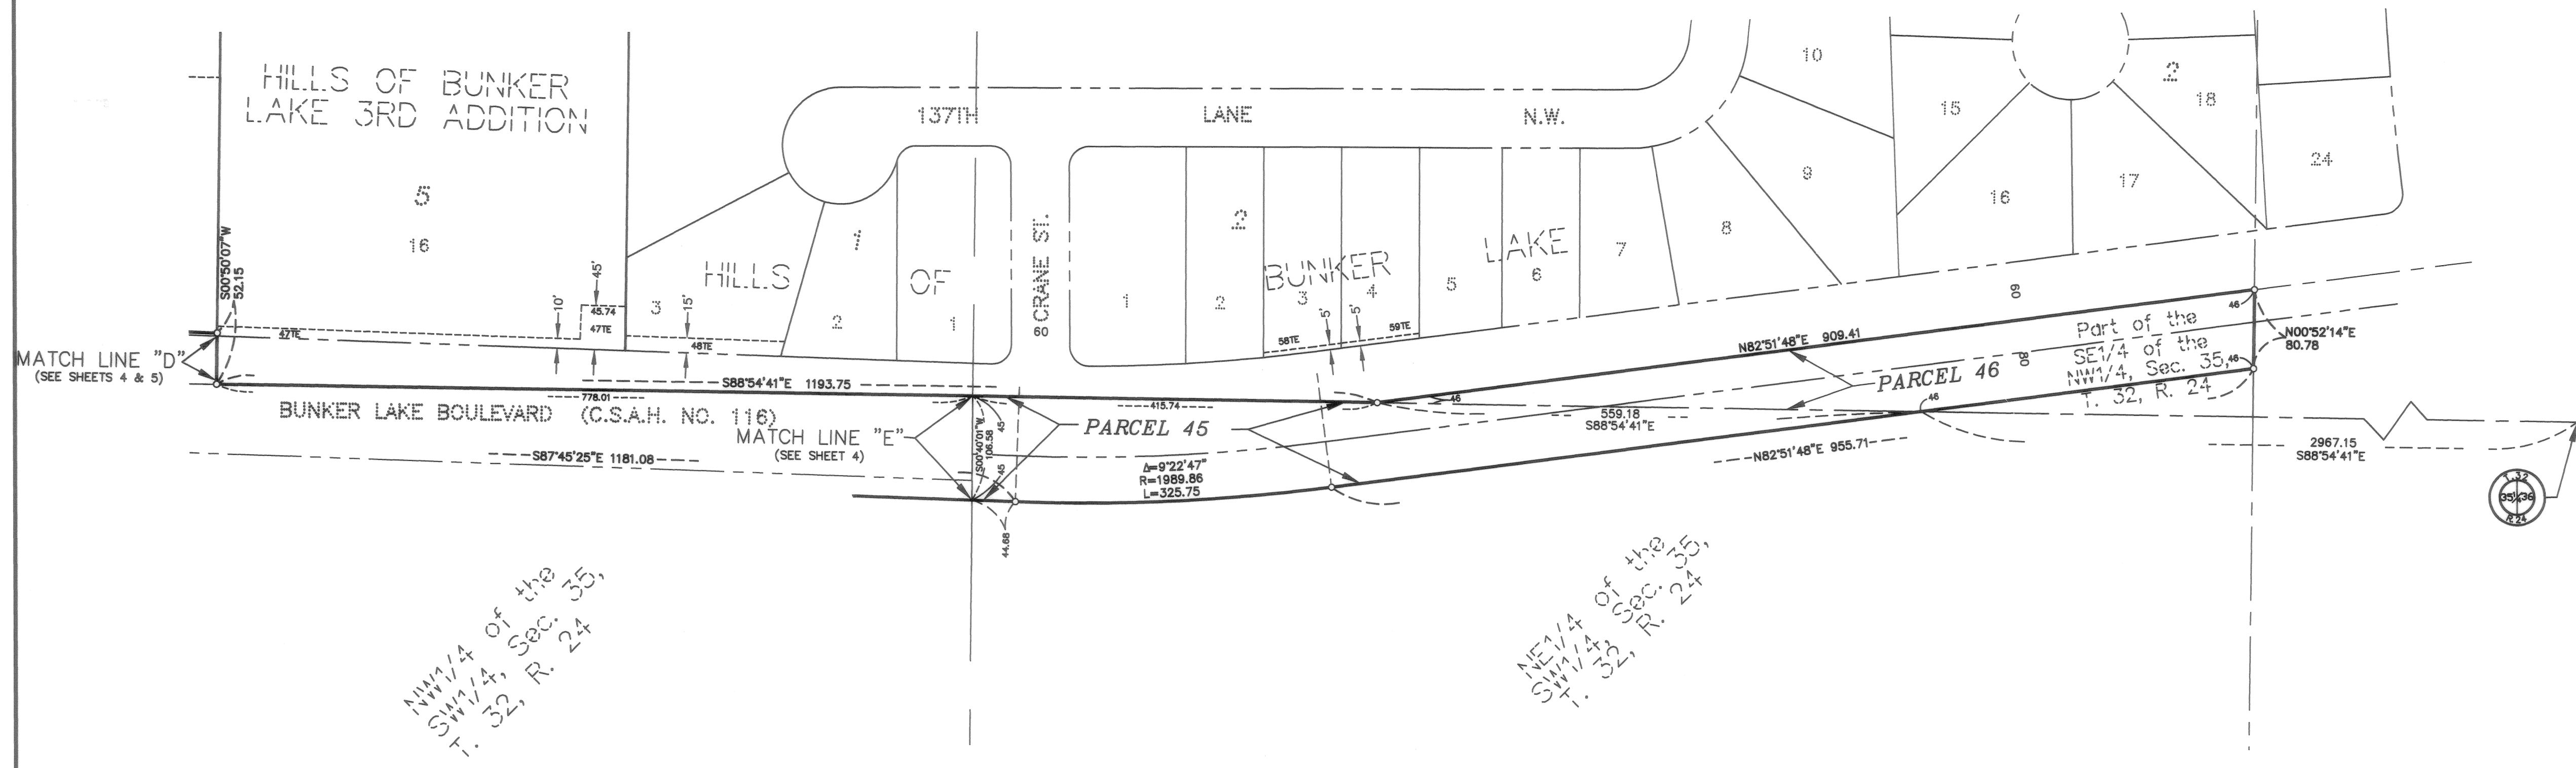 HILLS OF BUNKER
LAKE 3RD ADDITION
5
16
S00°50'07"W
52.15
10'
45'
45.74
47TE
47TE
15'
48TE
MATCH LINE "D"
(SEE SHEETS 4 & 5)
S88°54'41"E 1193.75
778.01
BUNKER LAKE BOULEVARD (C.S.A.H. NO. 116)
S87°45'25"E 1181.08
137TH LANE N.W.
CRANE ST.
60
HILLS OF BUNKER LAKE
3
1
2
1
2
1
2
3
4
5
6
7
8
9
10
58TE
5'
5'
59TE
2
15
16
17
18
24
MATCH LINE "E"
(SEE SHEET 4)
S00°40'01"W
106.58
45
45
44.68
PARCEL 45
415.74
Δ=9°22'47"
R=1989.86
L=325.75
46
N82°51'48"E 909.41
PARCEL 46
559.18
S88°54'41"E
46
N82°51'48"E 955.71
60
80
46
46
Part of the
SE1/4 of the
NW1/4, Sec. 35,
T. 32, R. 24
N00°52'14"E
80.78
2967.15
S88°54'41"E
T.32
35 1/4 36
R.24
NW1/4 of the
SW1/4, Sec. 35,
T. 32, R. 24
NE1/4 of the
SW1/4, Sec. 35,
T. 32, R. 24